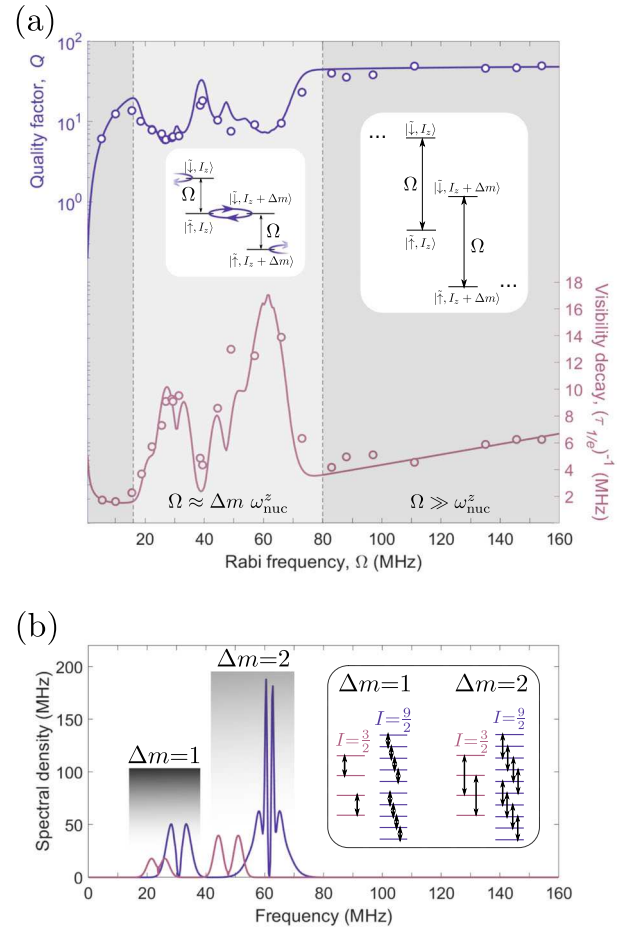 (a)
10²
10¹
10⁰
Quality factor, Q
...
|↓̃, I_z⟩
Ω
|↑̃, I_z⟩
|↓̃, I_z + Δm⟩
Ω
|↑̃, I_z + Δm⟩
|↓̃, I_z⟩
|↓̃, I_z + Δm⟩
Ω
Ω
|↑̃, I_z⟩
|↑̃, I_z + Δm⟩
...
18
16
14
12
10
8
6
4
2
Visibility decay, (τ_{1/e})^{-1} (MHz)
Ω ≈ Δm ω^z_nuc
Ω ≫ ω^z_nuc
20 40 60 80 100 120 140 160
Rabi frequency, Ω (MHz)
(b)
200
150
100
50
0
Spectral density (MHz)
Δm=2
Δm=1
Δm=1 Δm=2
I=3/2 I=9/2 I=3/2 I=9/2
0 20 40 60 80 100 120 140 160
Frequency (MHz)